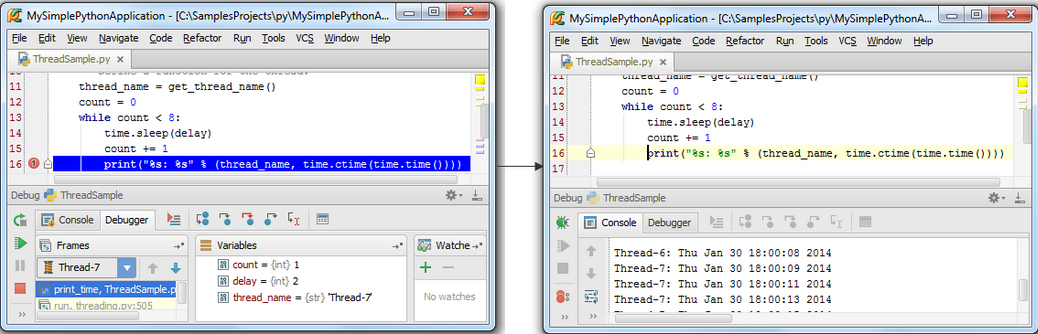 MySimplePythonApplication - [C:\SamplesProjects\py\MySimplePythonA...
File Edit View Navigate Code Refactor Run Tools VCS Window Help
ThreadSample.py
11 thread_name = get_thread_name()
12 count = 0
13 while count < 8:
14 time.sleep(delay)
15 count += 1
16 print("%s: %s" % (thread_name, time.ctime(time.time())))
Debug ThreadSample
Console Debugger
Frames Variables Watche
Thread-7
print_time, ThreadSample.p
run, threading.py:505
count = {int} 1
delay = {int} 2
thread_name = {str} 'Thread-7'
No watches
MySimplePythonApplication - [C:\SamplesProjects\py\MySimplePythonA...
File Edit View Navigate Code Refactor Run Tools VCS Window Help
ThreadSample.py
11 thread_name = get_thread_name()
12 count = 0
13 while count < 8:
14 time.sleep(delay)
15 count += 1
16 print("%s: %s" % (thread_name, time.ctime(time.time())))
17
Debug ThreadSample
Console Debugger
Thread-6: Thu Jan 30 18:00:08 2014
Thread-7: Thu Jan 30 18:00:09 2014
Thread-7: Thu Jan 30 18:00:11 2014
Thread-7: Thu Jan 30 18:00:13 2014